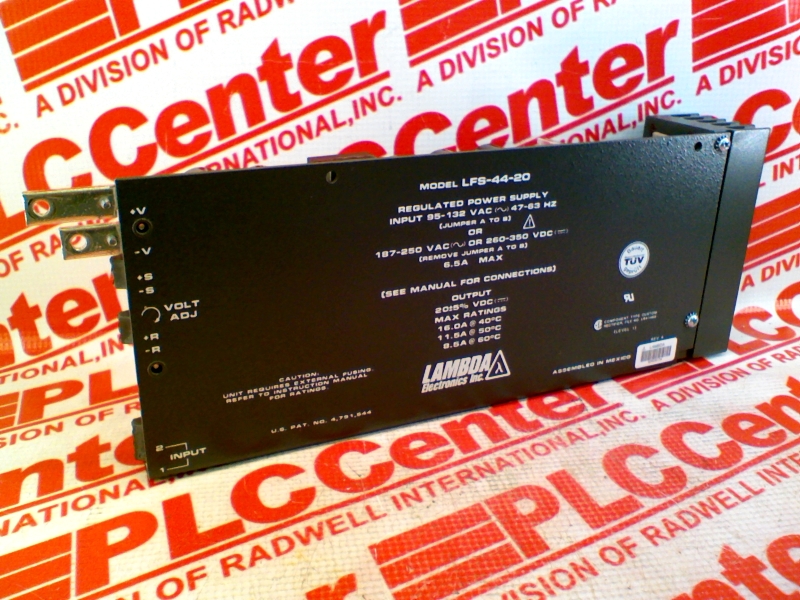 PLCCenter
A DIVISION OF RADWELL INTERNATIONAL, INC.
MODEL LFS-44-20
REGULATED POWER SUPPLY
INPUT 95-132 VAC 47-63 HZ
(JUMPER A TO B)
OR
187-250 VAC OR 260-350 VDC
(REMOVE JUMPER A TO B)
6.5A MAX
(SEE MANUAL FOR CONNECTIONS)
OUTPUT
20±5% VDC
MAX RATINGS
16.0A @ 40°C
11.5A @ 50°C
8.5A @ 60°C
+V
-V
+S
-S
VOLT
ADJ
+R
-R
CAUTION:
UNIT REQUIRES EXTERNAL FUSING.
REFER TO INSTRUCTION MANUAL
FOR RATINGS.
U.S. PAT. NO. 4,791,544
2
INPUT
1
LAMBDA
Electronics Inc.
TUV
ASSEMBLED IN MEXICO